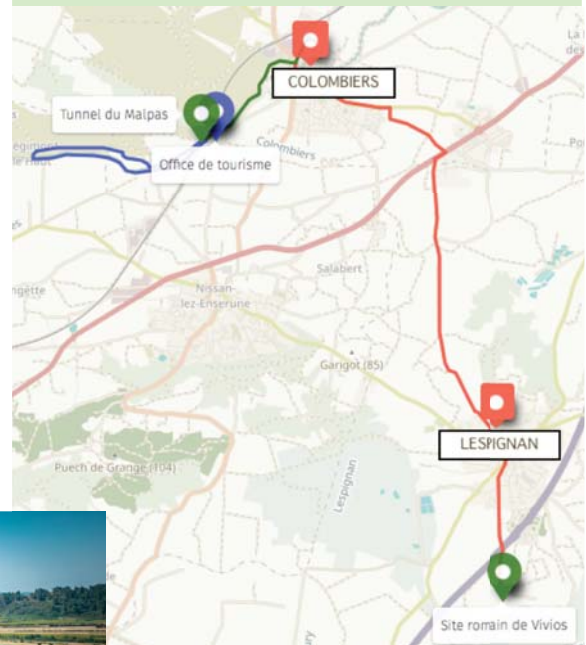 COLOMBIERS
Tunnel du Malpas
Colombiers
Office de tourisme
Salabert
Nissan-
lez-Enserune
Gangot (85)
LESPIGNAN
Puech de Grange (104)
Lespignan
Site romain de Vivios